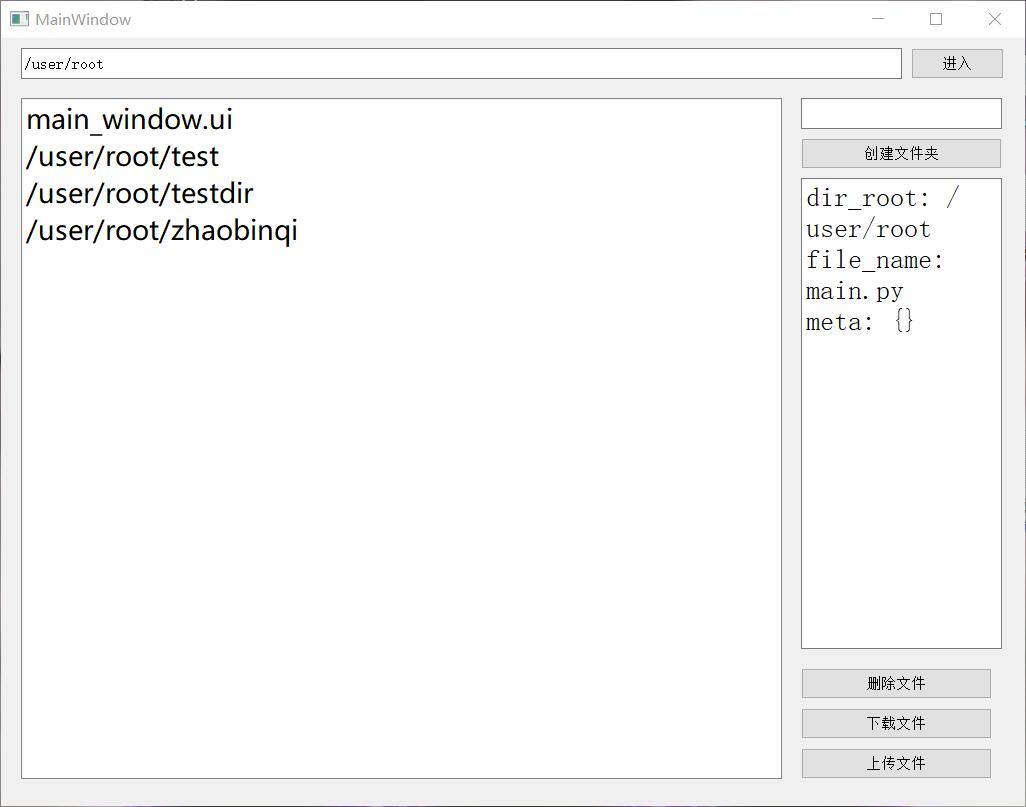 MainWindow
/user/root
进入
main_window.ui
/user/root/test
/user/root/testdir
/user/root/zhaobinqi
创建文件夹
dir_root: /
user/root
file_name:
main.py
meta: {}
删除文件
下载文件
上传文件